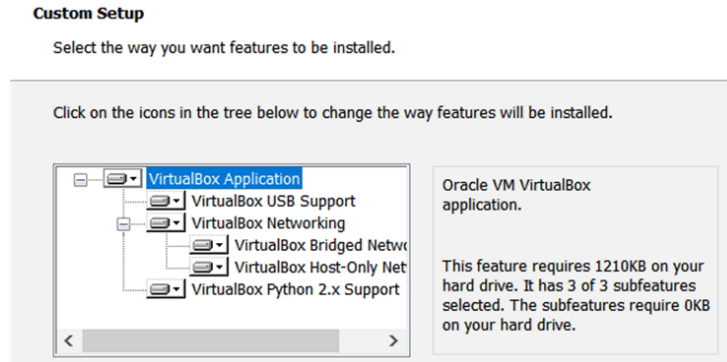 Custom Setup
Select the way you want features to be installed.
Click on the icons in the tree below to change the way features will be installed.
VirtualBox Application
VirtualBox USB Support
VirtualBox Networking
VirtualBox Bridged Netw
VirtualBox Host-Only Net
VirtualBox Python 2.x Support
Oracle VM VirtualBox
application.
This feature requires 1210KB on your
hard drive. It has 3 of 3 subfeatures
selected. The subfeatures require 0KB
on your hard drive.